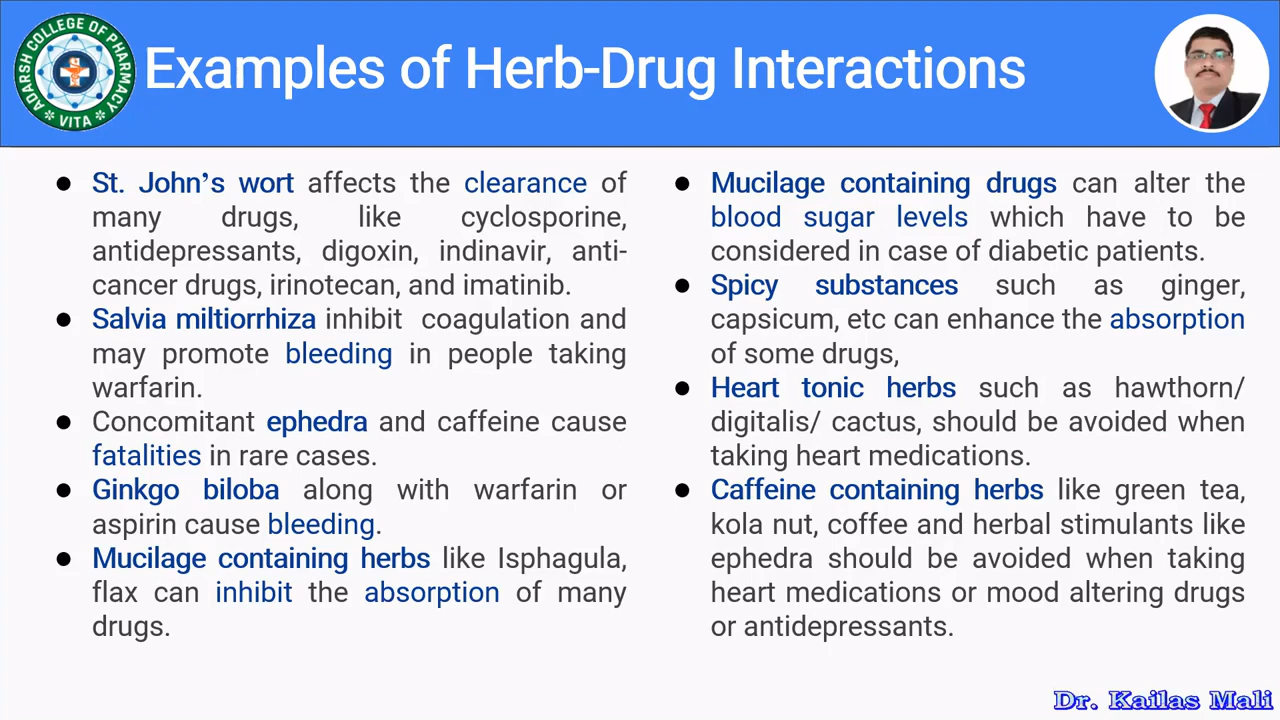 ADARSH COLLEGE OF PHARMACY
VITA
Examples of Herb-Drug Interactions
● St. John’s wort affects the clearance of
many drugs, like cyclosporine,
antidepressants, digoxin, indinavir, anti-
cancer drugs, irinotecan, and imatinib.
● Salvia miltiorrhiza inhibit coagulation and
may promote bleeding in people taking
warfarin.
● Concomitant ephedra and caffeine cause
fatalities in rare cases.
● Ginkgo biloba along with warfarin or
aspirin cause bleeding.
● Mucilage containing herbs like Isphagula,
flax can inhibit the absorption of many
drugs.
● Mucilage containing drugs can alter the
blood sugar levels which have to be
considered in case of diabetic patients.
● Spicy substances such as ginger,
capsicum, etc can enhance the absorption
of some drugs,
● Heart tonic herbs such as hawthorn/
digitalis/ cactus, should be avoided when
taking heart medications.
● Caffeine containing herbs like green tea,
kola nut, coffee and herbal stimulants like
ephedra should be avoided when taking
heart medications or mood altering drugs
or antidepressants.
Dr. Kailas Mali